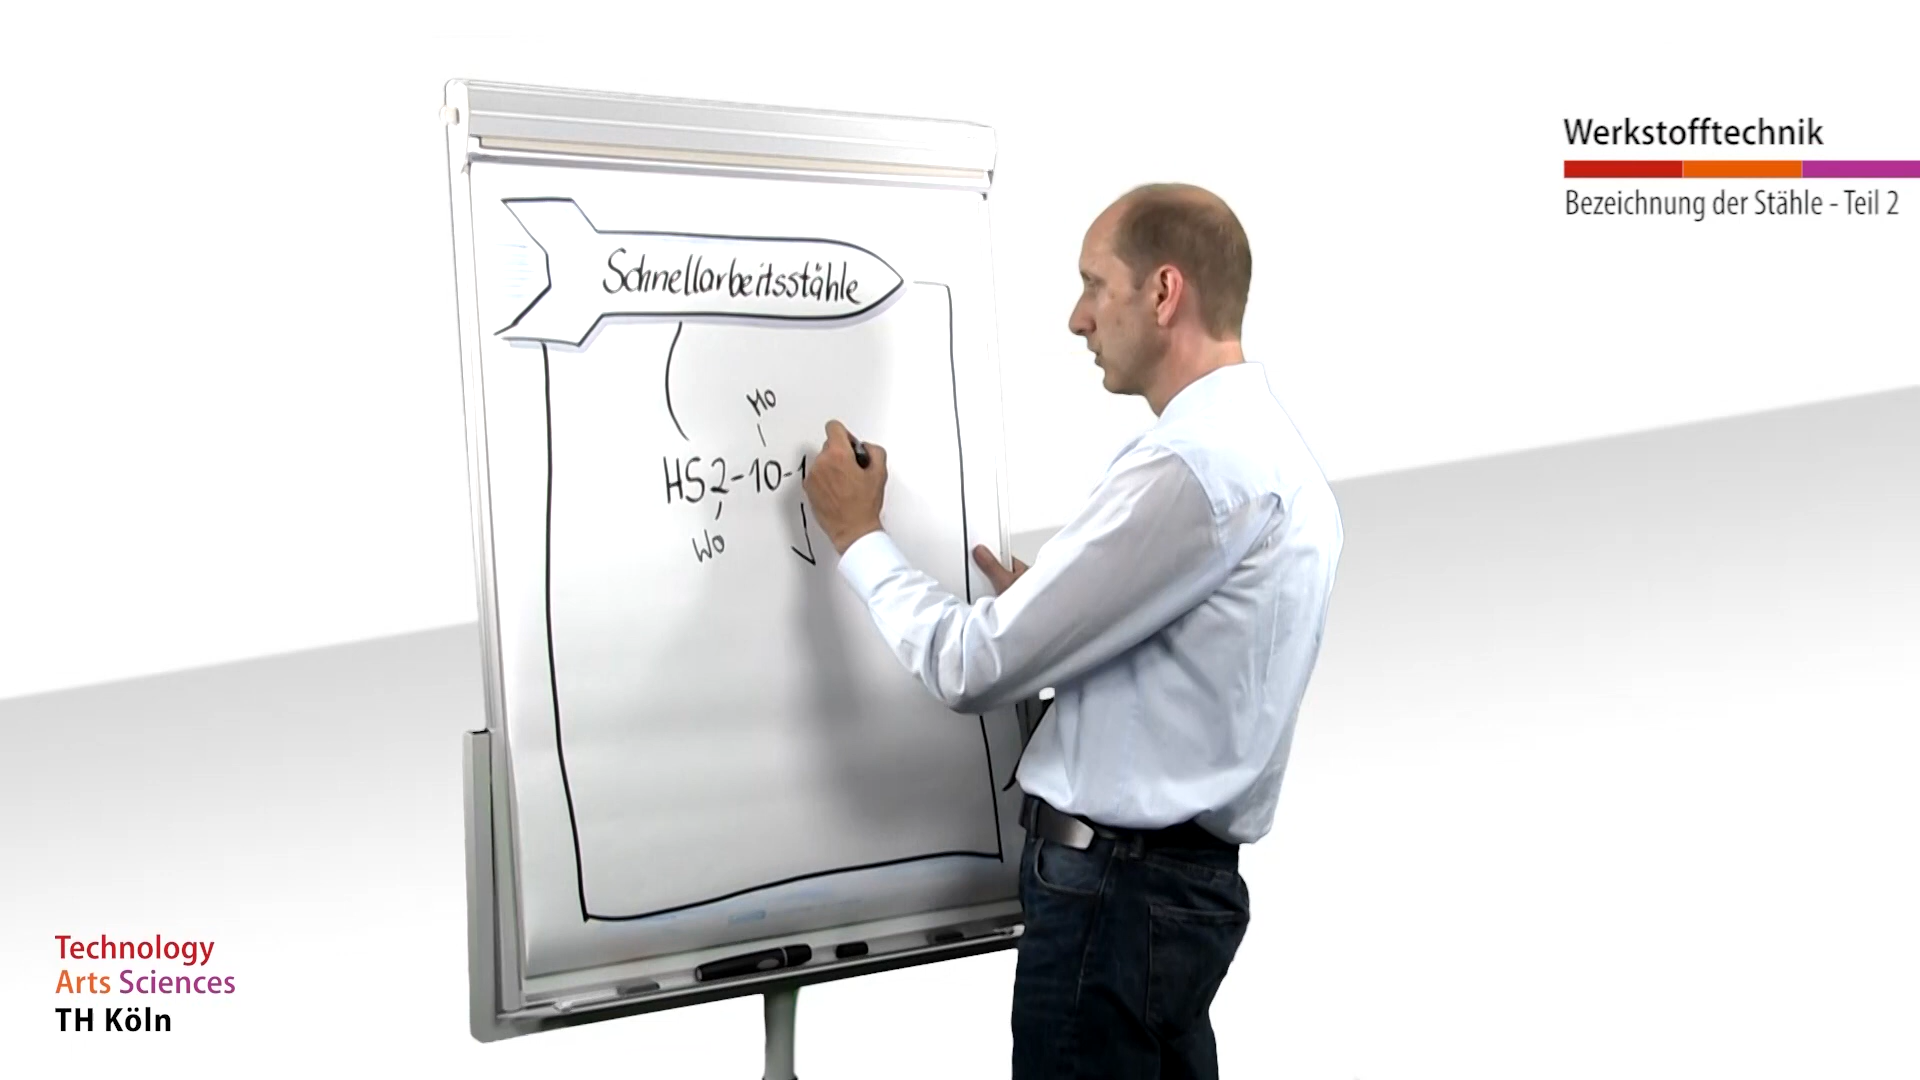 Werkstofftechnik
Bezeichnung der Stähle - Teil 2
Schnellarbeitsstähle
Mo
HS2-10-1
Wo
V
Technology
Arts Sciences
TH Köln